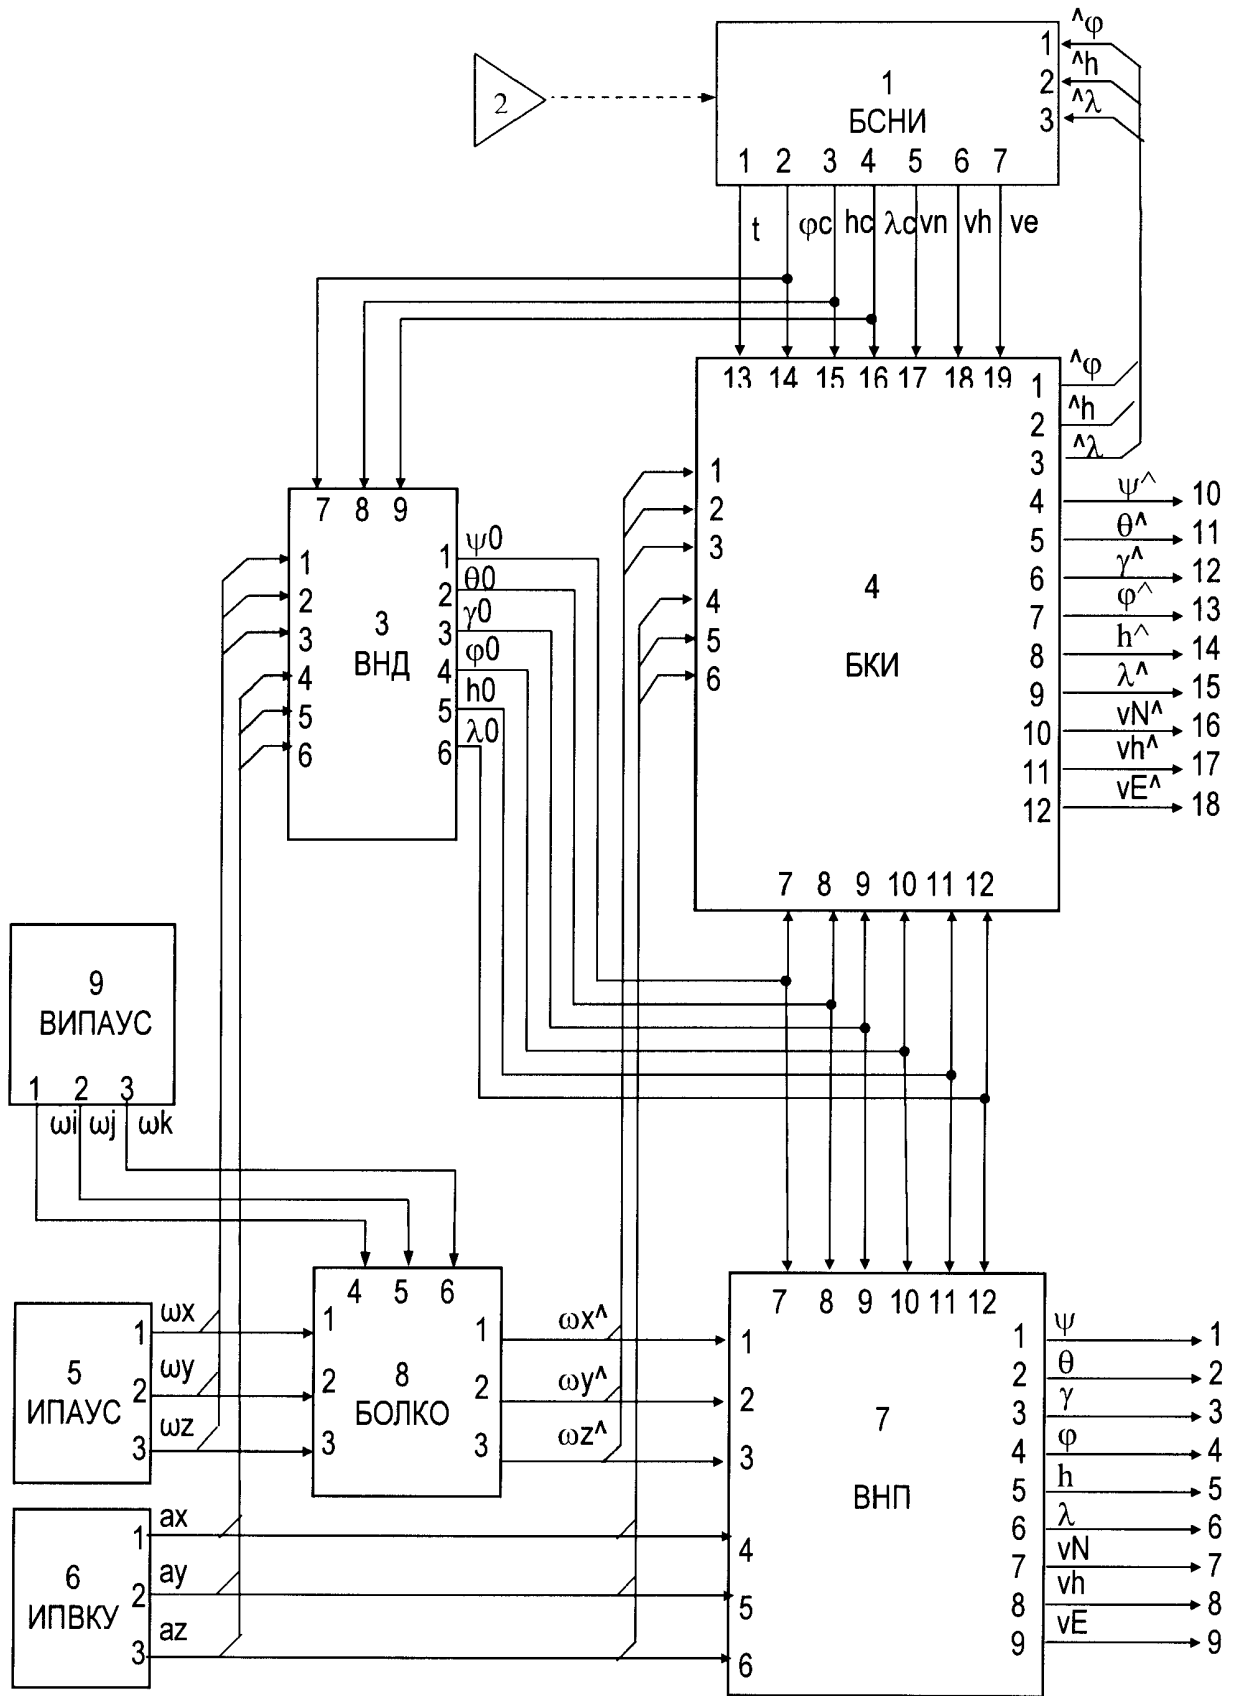 ^φ
1
^h
2
^λ
3
2
1
БСНИ
1 2 3 4 5 6 7
t φc hc λc vn vh ve
13 14 15 16 17 18 19
^φ
1
^h
2
^λ
3
4 ψ^ 10
5 θ^ 11
6 γ^ 12
7 φ^ 13
8 h^ 14
9 λ^ 15
10 vN^ 16
11 vh^ 17
12 vE^ 18
1
2
3
4
5
6
4
БКИ
7 8 9 10 11 12
7 8 9
1
2
3
4
5
6
3
ВНД
1 ψ0
2 θ0
3 γ0
4 φ0
5 h0
6 λ0
9
ВИПАУС
1 2 3
ωi ωj ωk
4 5 6
1
2
3
8
БОЛКО
1 ωx^
2 ωy^
3 ωz^
5
ИПАУС
1 ωx
2 ωy
3 ωz
6
ИПВКУ
1 ax
2 ay
3 az
7 8 9 10 11 12
1
2
3
4
5
6
7
ВНП
1 ψ 1
2 θ 2
3 γ 3
4 φ 4
5 h 5
6 λ 6
7 vN 7
8 vh 8
9 vE 9